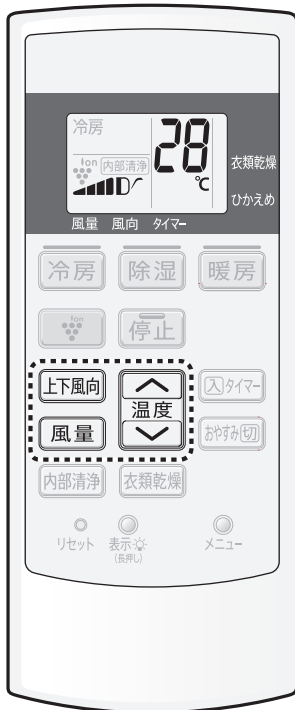 冷房
28
Ion 内部清浄
℃
衣類乾燥
ひかえめ
風量 風向 タイマー
冷房 除湿 暖房
Ion 停止
上下風向
温度
入タイマー
風量
おやすみ切
内部清浄 衣類乾燥
リセット 表示 メニュー
(長押し)